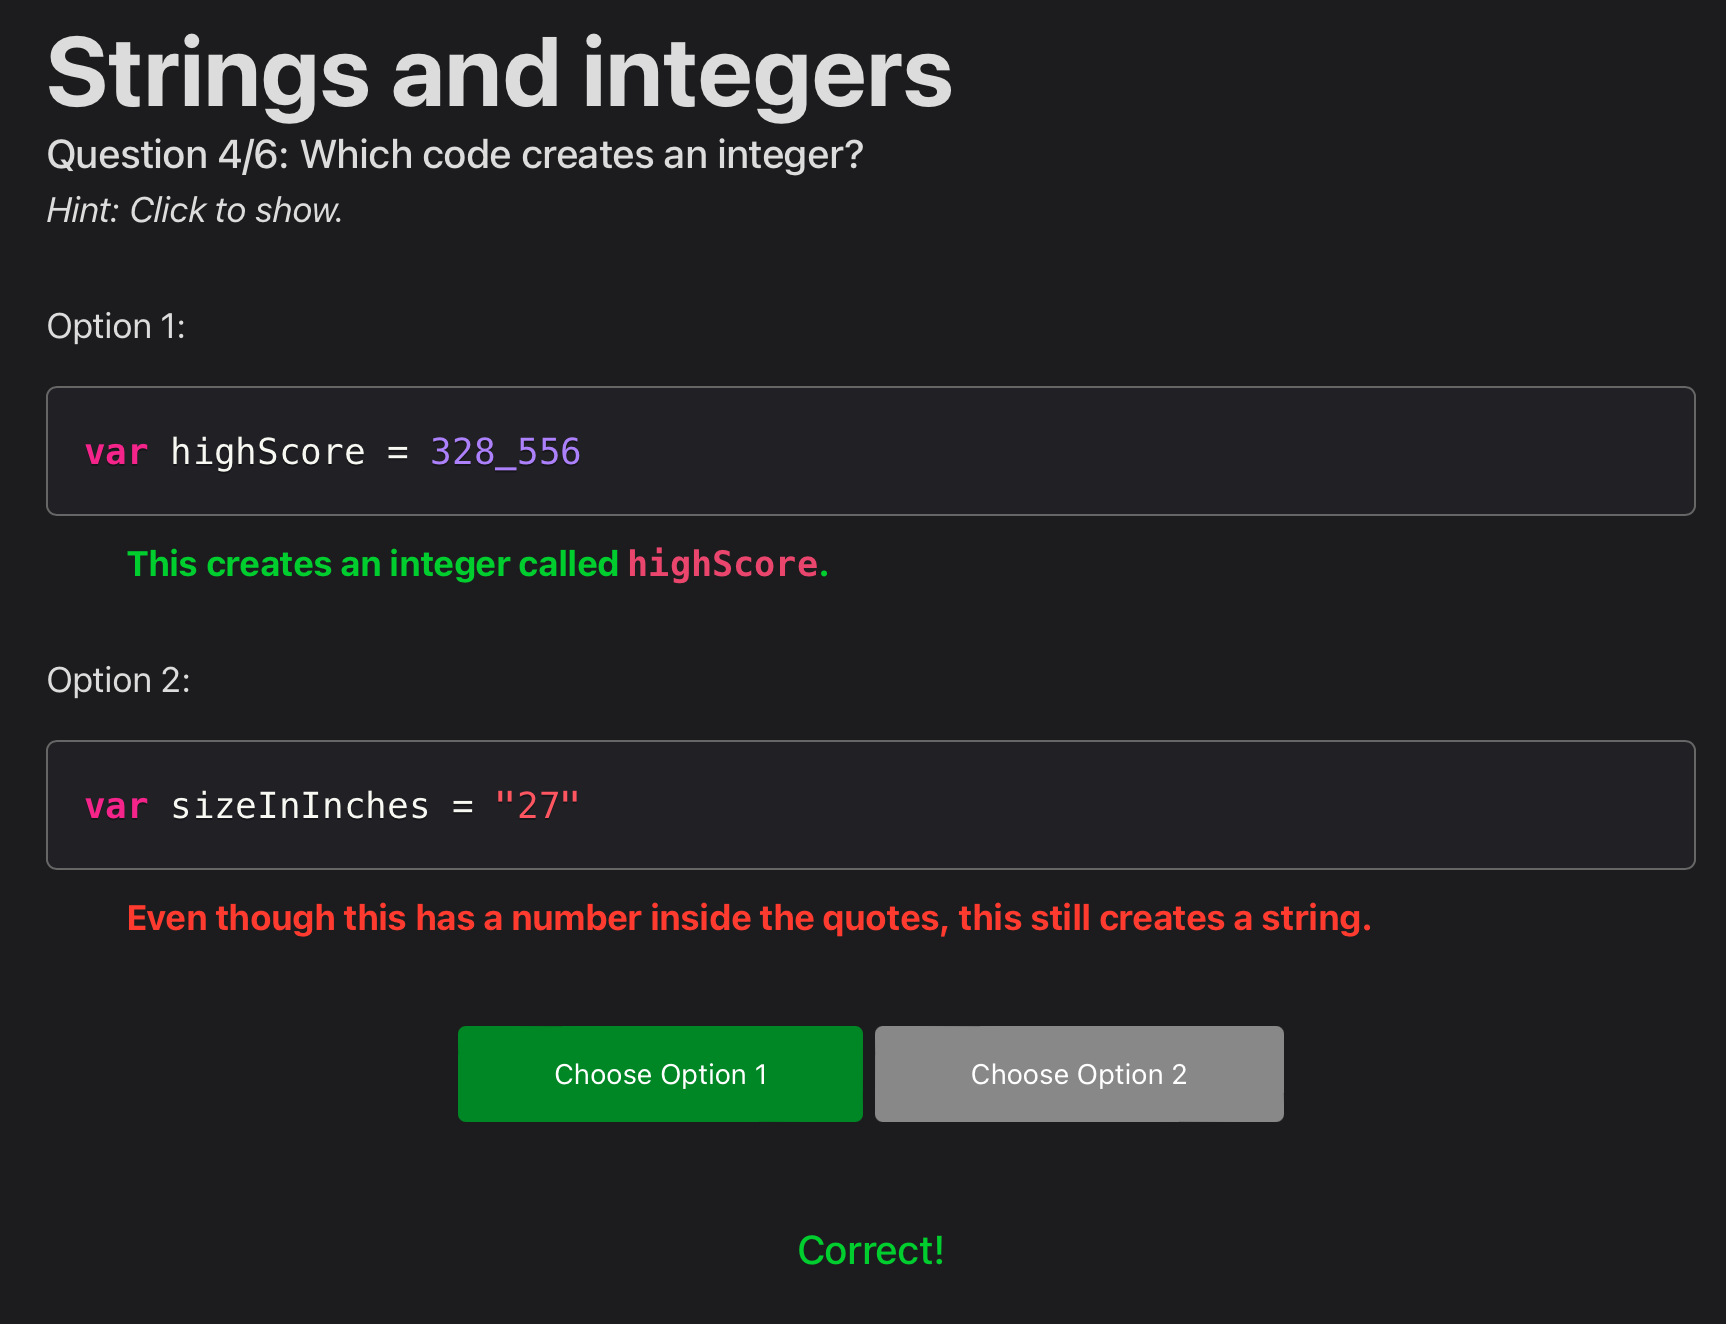 Strings and integers
Question 4/6: Which code creates an integer?
Hint: Click to show.
Option 1:
var highScore = 328_556
This creates an integer called highScore.
Option 2:
var sizeInInches = "27"
Even though this has a number inside the quotes, this still creates a string.
Choose Option 1
Choose Option 2
Correct!